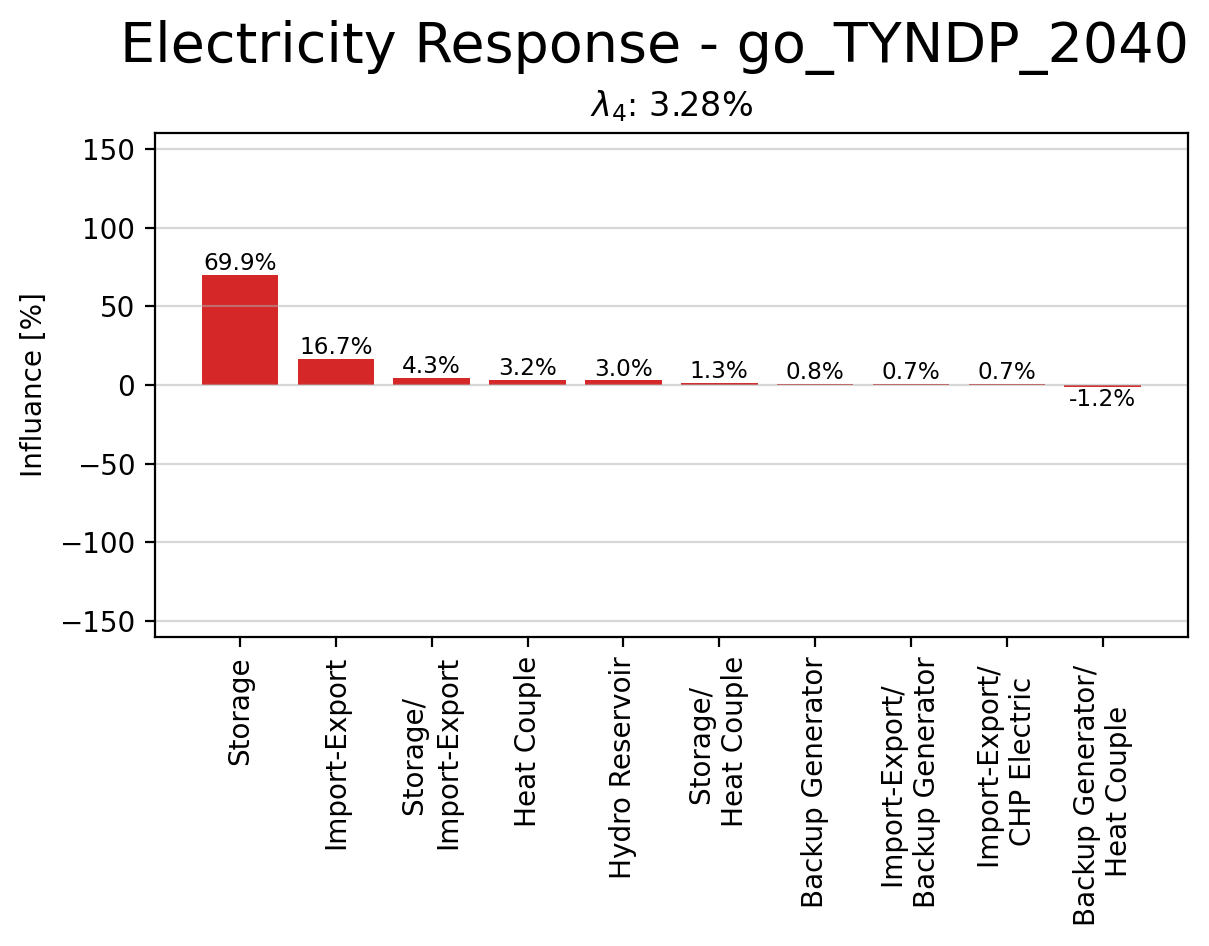 Electricity Response - go_TYNDP_2040
λ4: 3.28%
Influance [%]
150
100
50
0
−50
−100
−150
69.9%
16.7%
4.3%
3.2%
3.0%
1.3%
0.8%
0.7%
0.7%
-1.2%
Storage
Import-Export
Storage/
Import-Export
Heat Couple
Hydro Reservoir
Storage/
Heat Couple
Backup Generator
Import-Export/
Backup Generator
Import-Export/
CHP Electric
Backup Generator/
Heat Couple